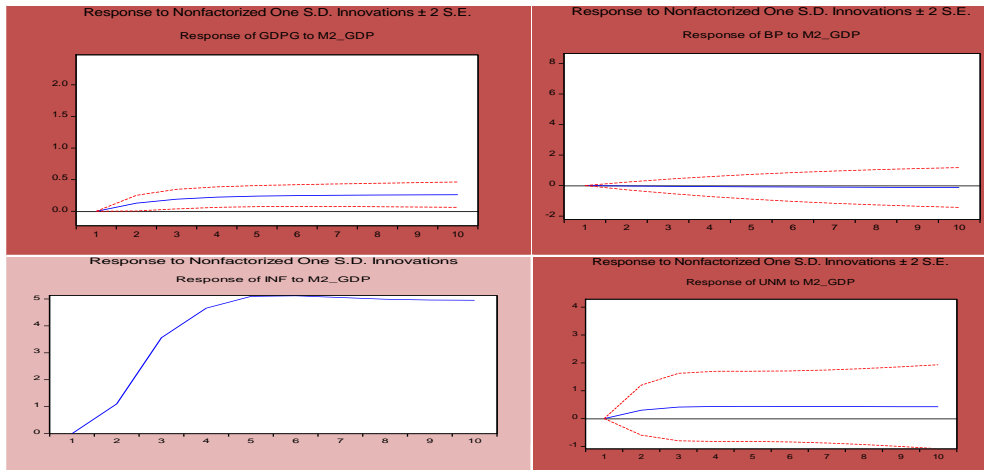 Response to Nonfactorized One S.D. Innovations ± 2 S.E.
Response of GDPG to M2_GDP
2.0
1.5
1.0
0.5
0.0
1 2 3 4 5 6 7 8 9 10
Response to Nonfactorized One S.D. Innovations ± 2 S.E.
Response of BP to M2_GDP
8
6
4
2
0
-2
1 2 3 4 5 6 7 8 9 10
Response to Nonfactorized One S.D. Innovations
Response of INF to M2_GDP
5
4
3
2
1
0
1 2 3 4 5 6 7 8 9 10
Response to Nonfactorized One S.D. Innovations ± 2 S.E.
Response of UNM to M2_GDP
4
3
2
1
0
-1
1 2 3 4 5 6 7 8 9 10